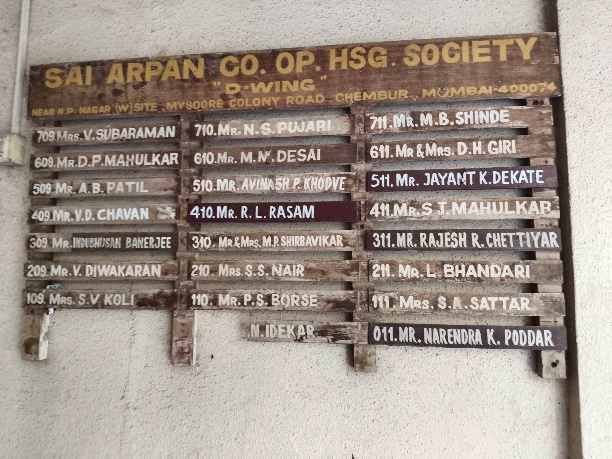 SAI ARPAN CO. OP. HSG. SOCIETY
"D-WING"
NEAR H.P. NAGAR (W) SITE, MYSOORE COLONY ROAD, CHEMBUR, MUMBAI-400074
709 MRS. V. SUBARAMAN 710. MR. N. S. PUJARI 711. MR. M. B. SHINDE
609. MR. D. P. MAHULKAR 610. MR. M. N. DESAI 611. MR & MRS. D. H. GIRI
509. MR. A. B. PATIL 510. MR. AVINASH P. KHODVE 511. MR. JAYANT K. DEKATE
409. MR. V. D. CHAVAN 410. MR. R. L. RASAM 411. MR. S J. MAHULKAR
309. MR. INDUBHUSAN BANERJEE 310. MR & MRS. M. P. SHIRBAVIKAR 311. MR. RAJESH R. CHETTIYAR
209. MR. V. DIWAKARAN 210. MRS. S. S. NAIR 211. MR. L. BHANDARI
109. MRS. S. V. KOLI 110. MR. P. S. BORSE 111. MRS. S. A. SATTAR
N. IDEKAR 011. MR. NARENDRA K. PODDAR